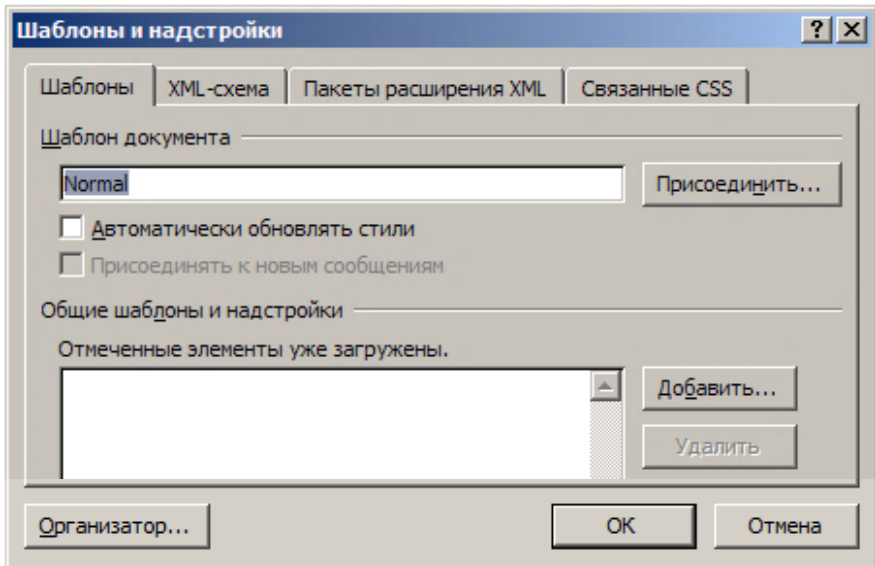 Шаблоны и надстройки
Шаблоны XML-схема Пакеты расширения XML Связанные CSS
Шаблон документа
Normal Присоединить...
Автоматически обновлять стили
Присоединять к новым сообщениям
Общие шаблоны и надстройки
Отмеченные элементы уже загружены.
Добавить...
Удалить
Организатор... ОК Отмена